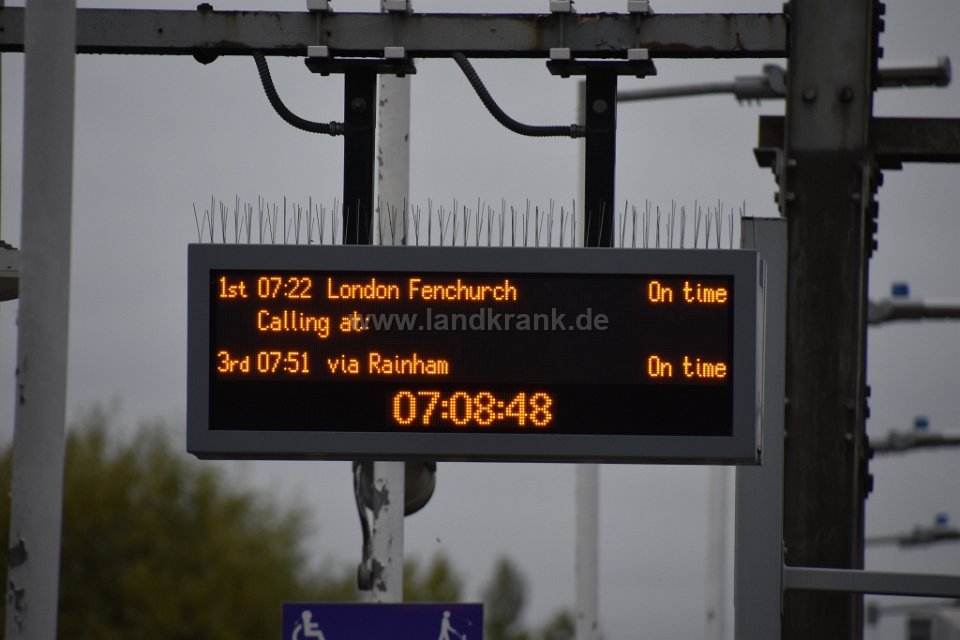 1st 07:22 London Fenchurch On time
Calling at:
www.landkrank.de
3rd 07:51 via Rainham On time
07:08:48